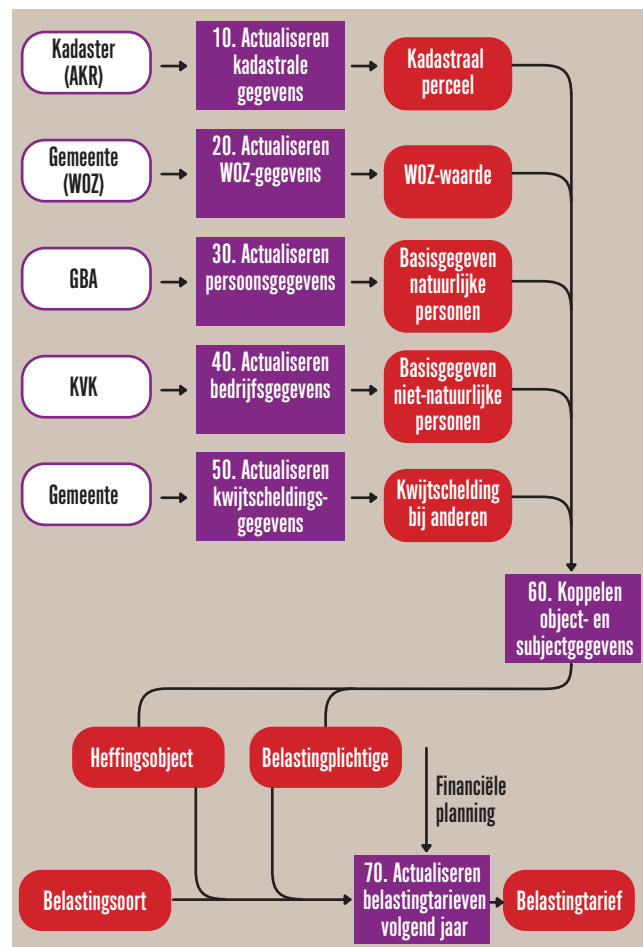 Kadaster
(AKR)
10. Actualiseren
kadastrale
gegevens
Kadastraal
perceel
Gemeente
(WOZ)
20. Actualiseren
WOZ-gegevens
WOZ-waarde
GBA
30. Actualiseren
persoonsgegevens
Basisgegeven
natuurlijke
personen
KVK
40. Actualiseren
bedrijfsgegevens
Basisgegeven
niet-natuurlijke
personen
Gemeente
50. Actualiseren
kwijtscheldings-
gegevens
Kwijtschelding
bij anderen
60. Koppelen
object- en
subjectgegevens
Heffingsobject
Belastingplichtige
Financiële
planning
Belastingsoort
70. Actualiseren
belastingtarieven
volgend jaar
Belastingtarief